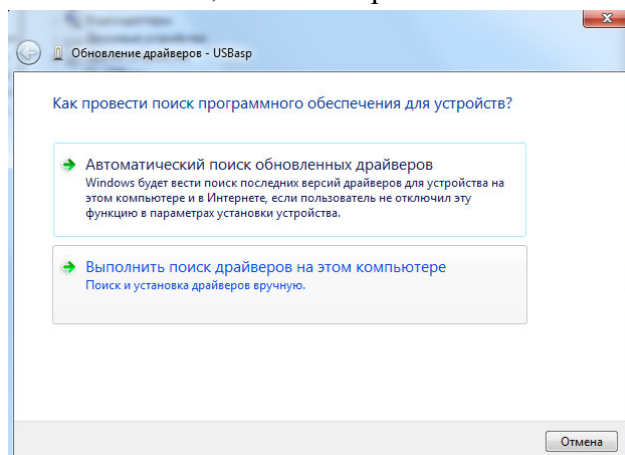 Обновление драйверов - USBasp
Как провести поиск программного обеспечения для устройств?
Автоматический поиск обновленных драйверов
Windows будет вести поиск последних версий драйверов для устройства на
этом компьютере и в Интернете, если пользователь не отключил эту
функцию в параметрах установки устройства.
Выполнить поиск драйверов на этом компьютере
Поиск и установка драйверов вручную.
Отмена